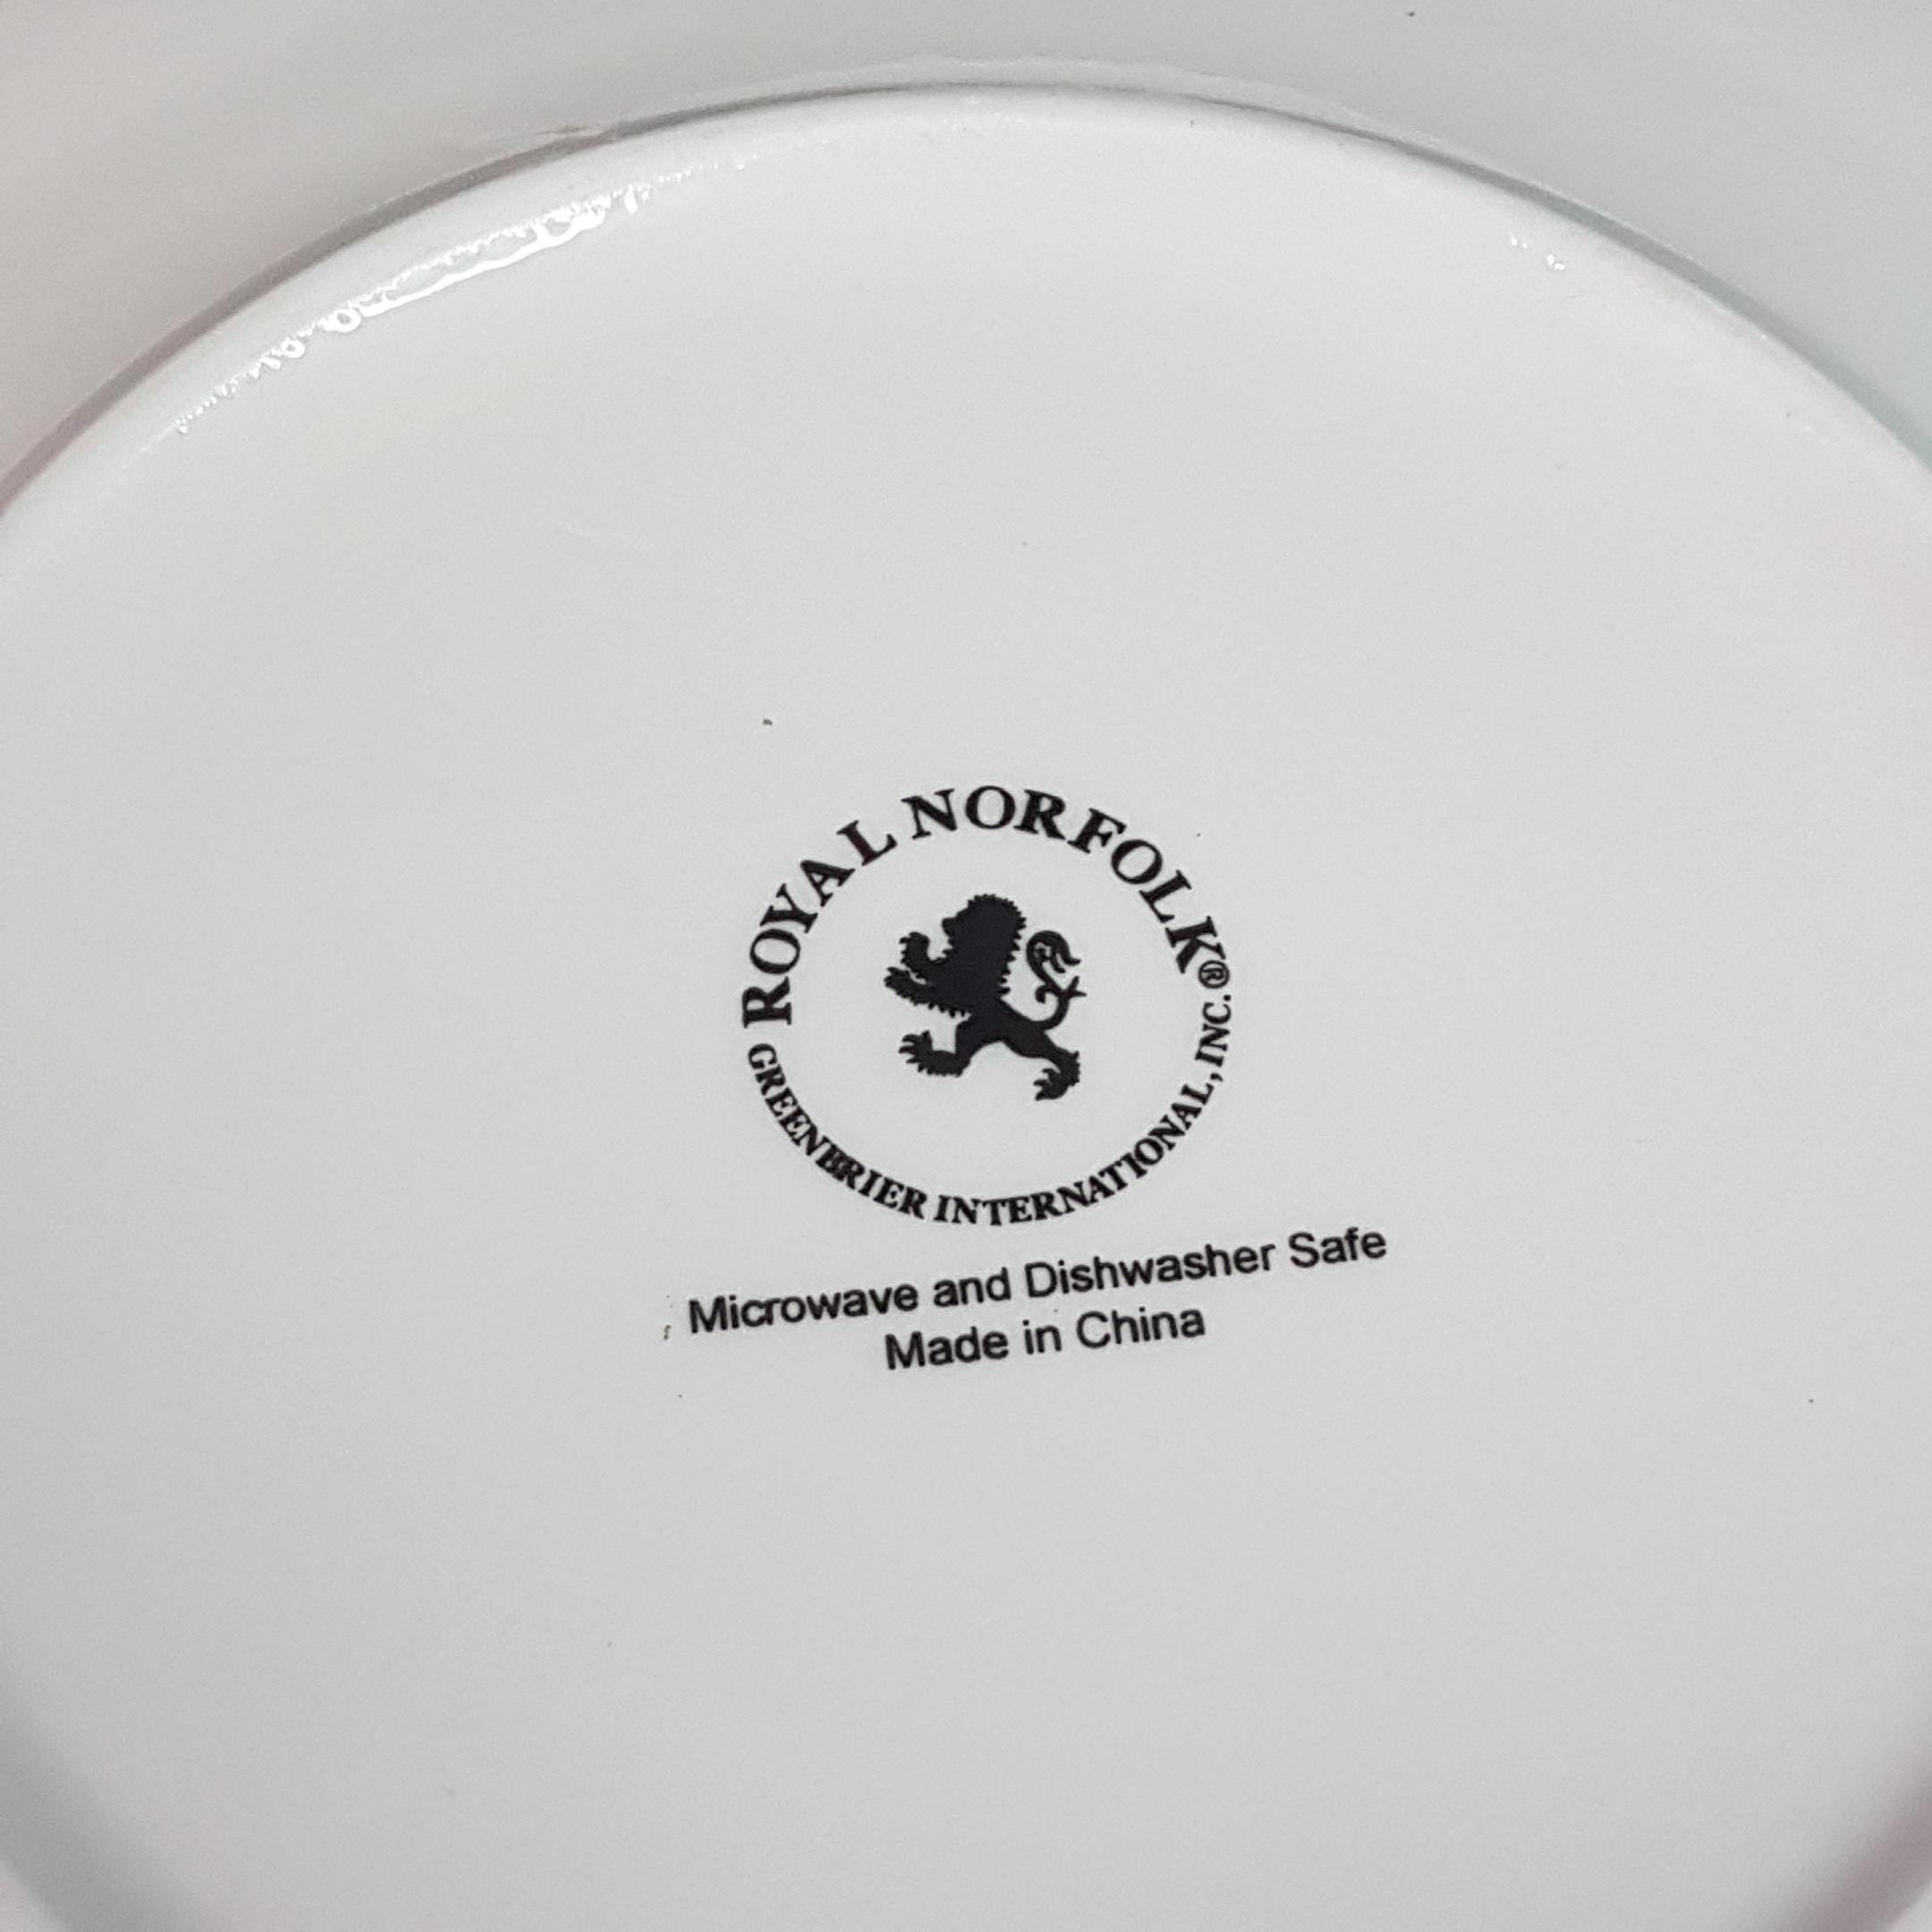 ROYAL NORFOLK®
GREENBRIER INTERNATIONAL, INC.
Microwave and Dishwasher Safe
Made in China